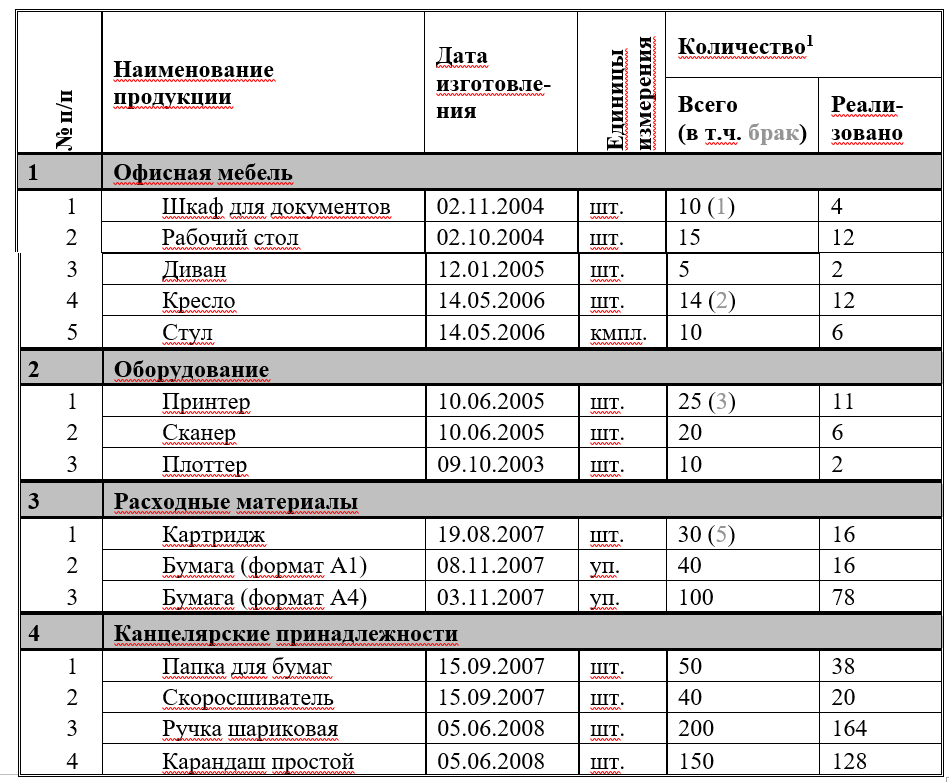 № п/п
Наименование
продукции
Дата
изготовле-
ния
Единицы
измерения
Количество¹
Всего
(в т.ч. брак)
Реали-
зовано
1 Офисная мебель
1 Шкаф для документов 02.11.2004 шт. 10 (1) 4
2 Рабочий стол 02.10.2004 шт. 15 12
3 Диван 12.01.2005 шт. 5 2
4 Кресло 14.05.2006 шт. 14 (2) 12
5 Стул 14.05.2006 кмпл. 10 6
2 Оборудование
1 Принтер 10.06.2005 шт. 25 (3) 11
2 Сканер 10.06.2005 шт. 20 6
3 Плоттер 09.10.2003 шт. 10 2
3 Расходные материалы
1 Картридж 19.08.2007 шт. 30 (5) 16
2 Бумага (формат А1) 08.11.2007 уп. 40 16
3 Бумага (формат А4) 03.11.2007 уп. 100 78
4 Канцелярские принадлежности
1 Папка для бумаг 15.09.2007 шт. 50 38
2 Скоросшиватель 15.09.2007 шт. 40 20
3 Ручка шариковая 05.06.2008 шт. 200 164
4 Карандаш простой 05.06.2008 шт. 150 128